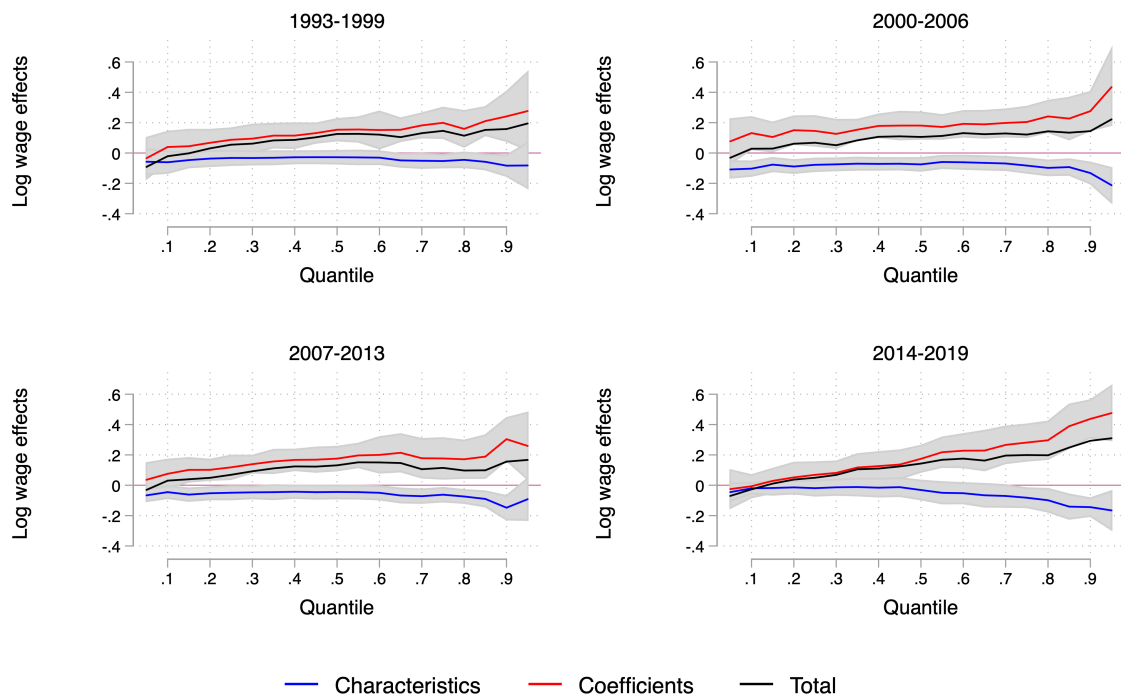 1993-1999
Log wage effects
.6
.4
.2
0
-.2
-.4
.1 .2 .3 .4 .5 .6 .7 .8 .9
Quantile
2000-2006
Log wage effects
.6
.4
.2
0
-.2
-.4
.1 .2 .3 .4 .5 .6 .7 .8 .9
Quantile
2007-2013
Log wage effects
.6
.4
.2
0
-.2
-.4
.1 .2 .3 .4 .5 .6 .7 .8 .9
Quantile
2014-2019
Log wage effects
.6
.4
.2
0
-.2
-.4
.1 .2 .3 .4 .5 .6 .7 .8 .9
Quantile
Characteristics Coefficients Total